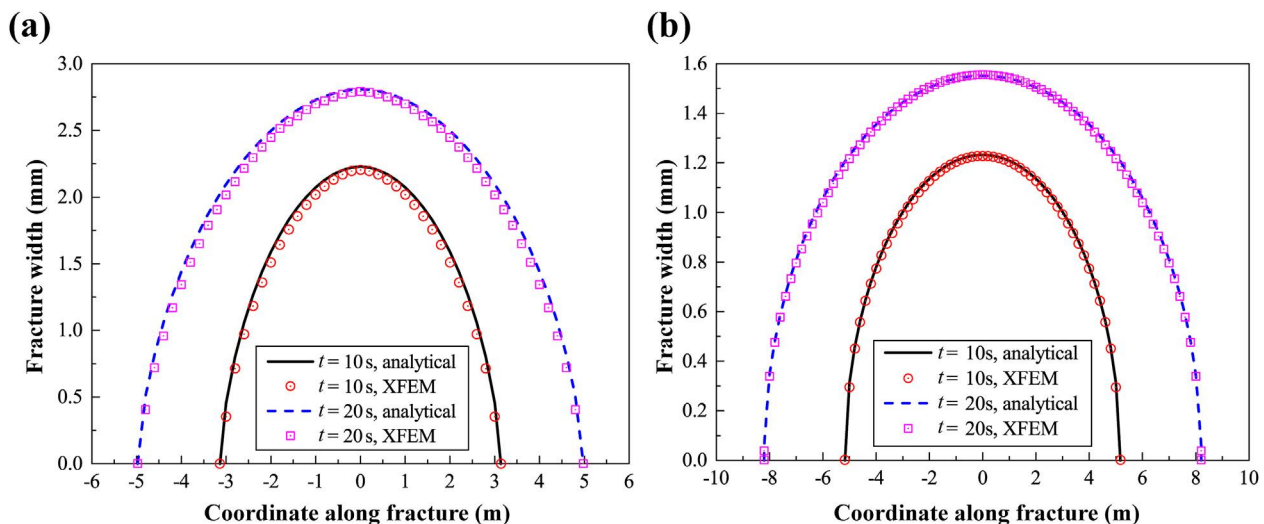 (a)
Fracture width (mm)
3.0
2.5
2.0
1.5
1.0
0.5
0.0
-6 -5 -4 -3 -2 -1 0 1 2 3 4 5 6
Coordinate along fracture (m)
t = 10 s, analytical
t = 10 s, XFEM
t = 20 s, analytical
t = 20 s, XFEM
(b)
Fracture width (mm)
1.6
1.4
1.2
1.0
0.8
0.6
0.4
0.2
0.0
-10 -8 -6 -4 -2 0 2 4 6 8 10
Coordinate along fracture (m)
t = 10s, analytical
t = 10s, XFEM
t = 20s, analytical
t = 20s, XFEM